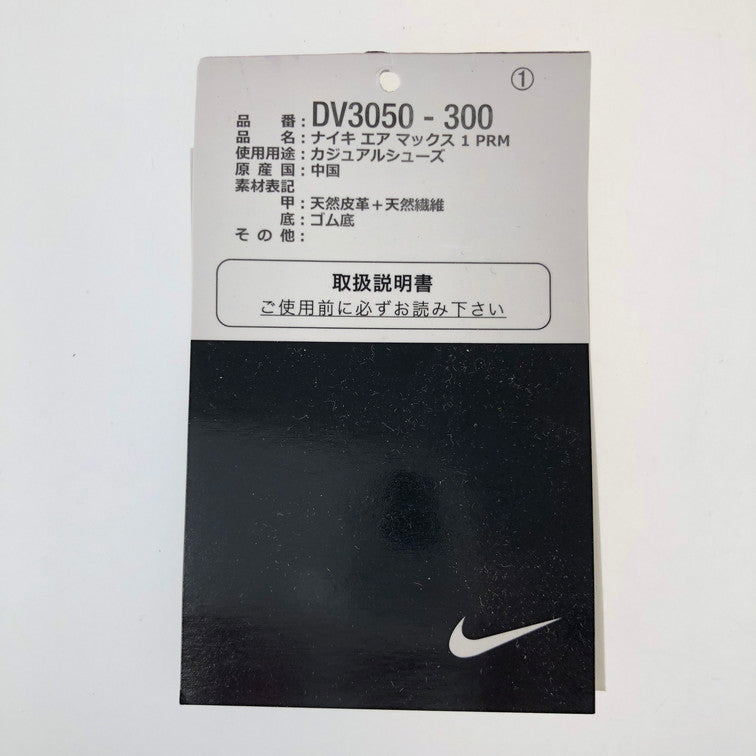 ①
品番:DV3050 - 300
品名:ナイキ エア マックス 1 PRM
使用用途:カジュアルシューズ
原産国:中国
素材表記
甲:天然皮革+天然繊維
底:ゴム底
その他:
取扱説明書
ご使用前に必ずお読み下さい